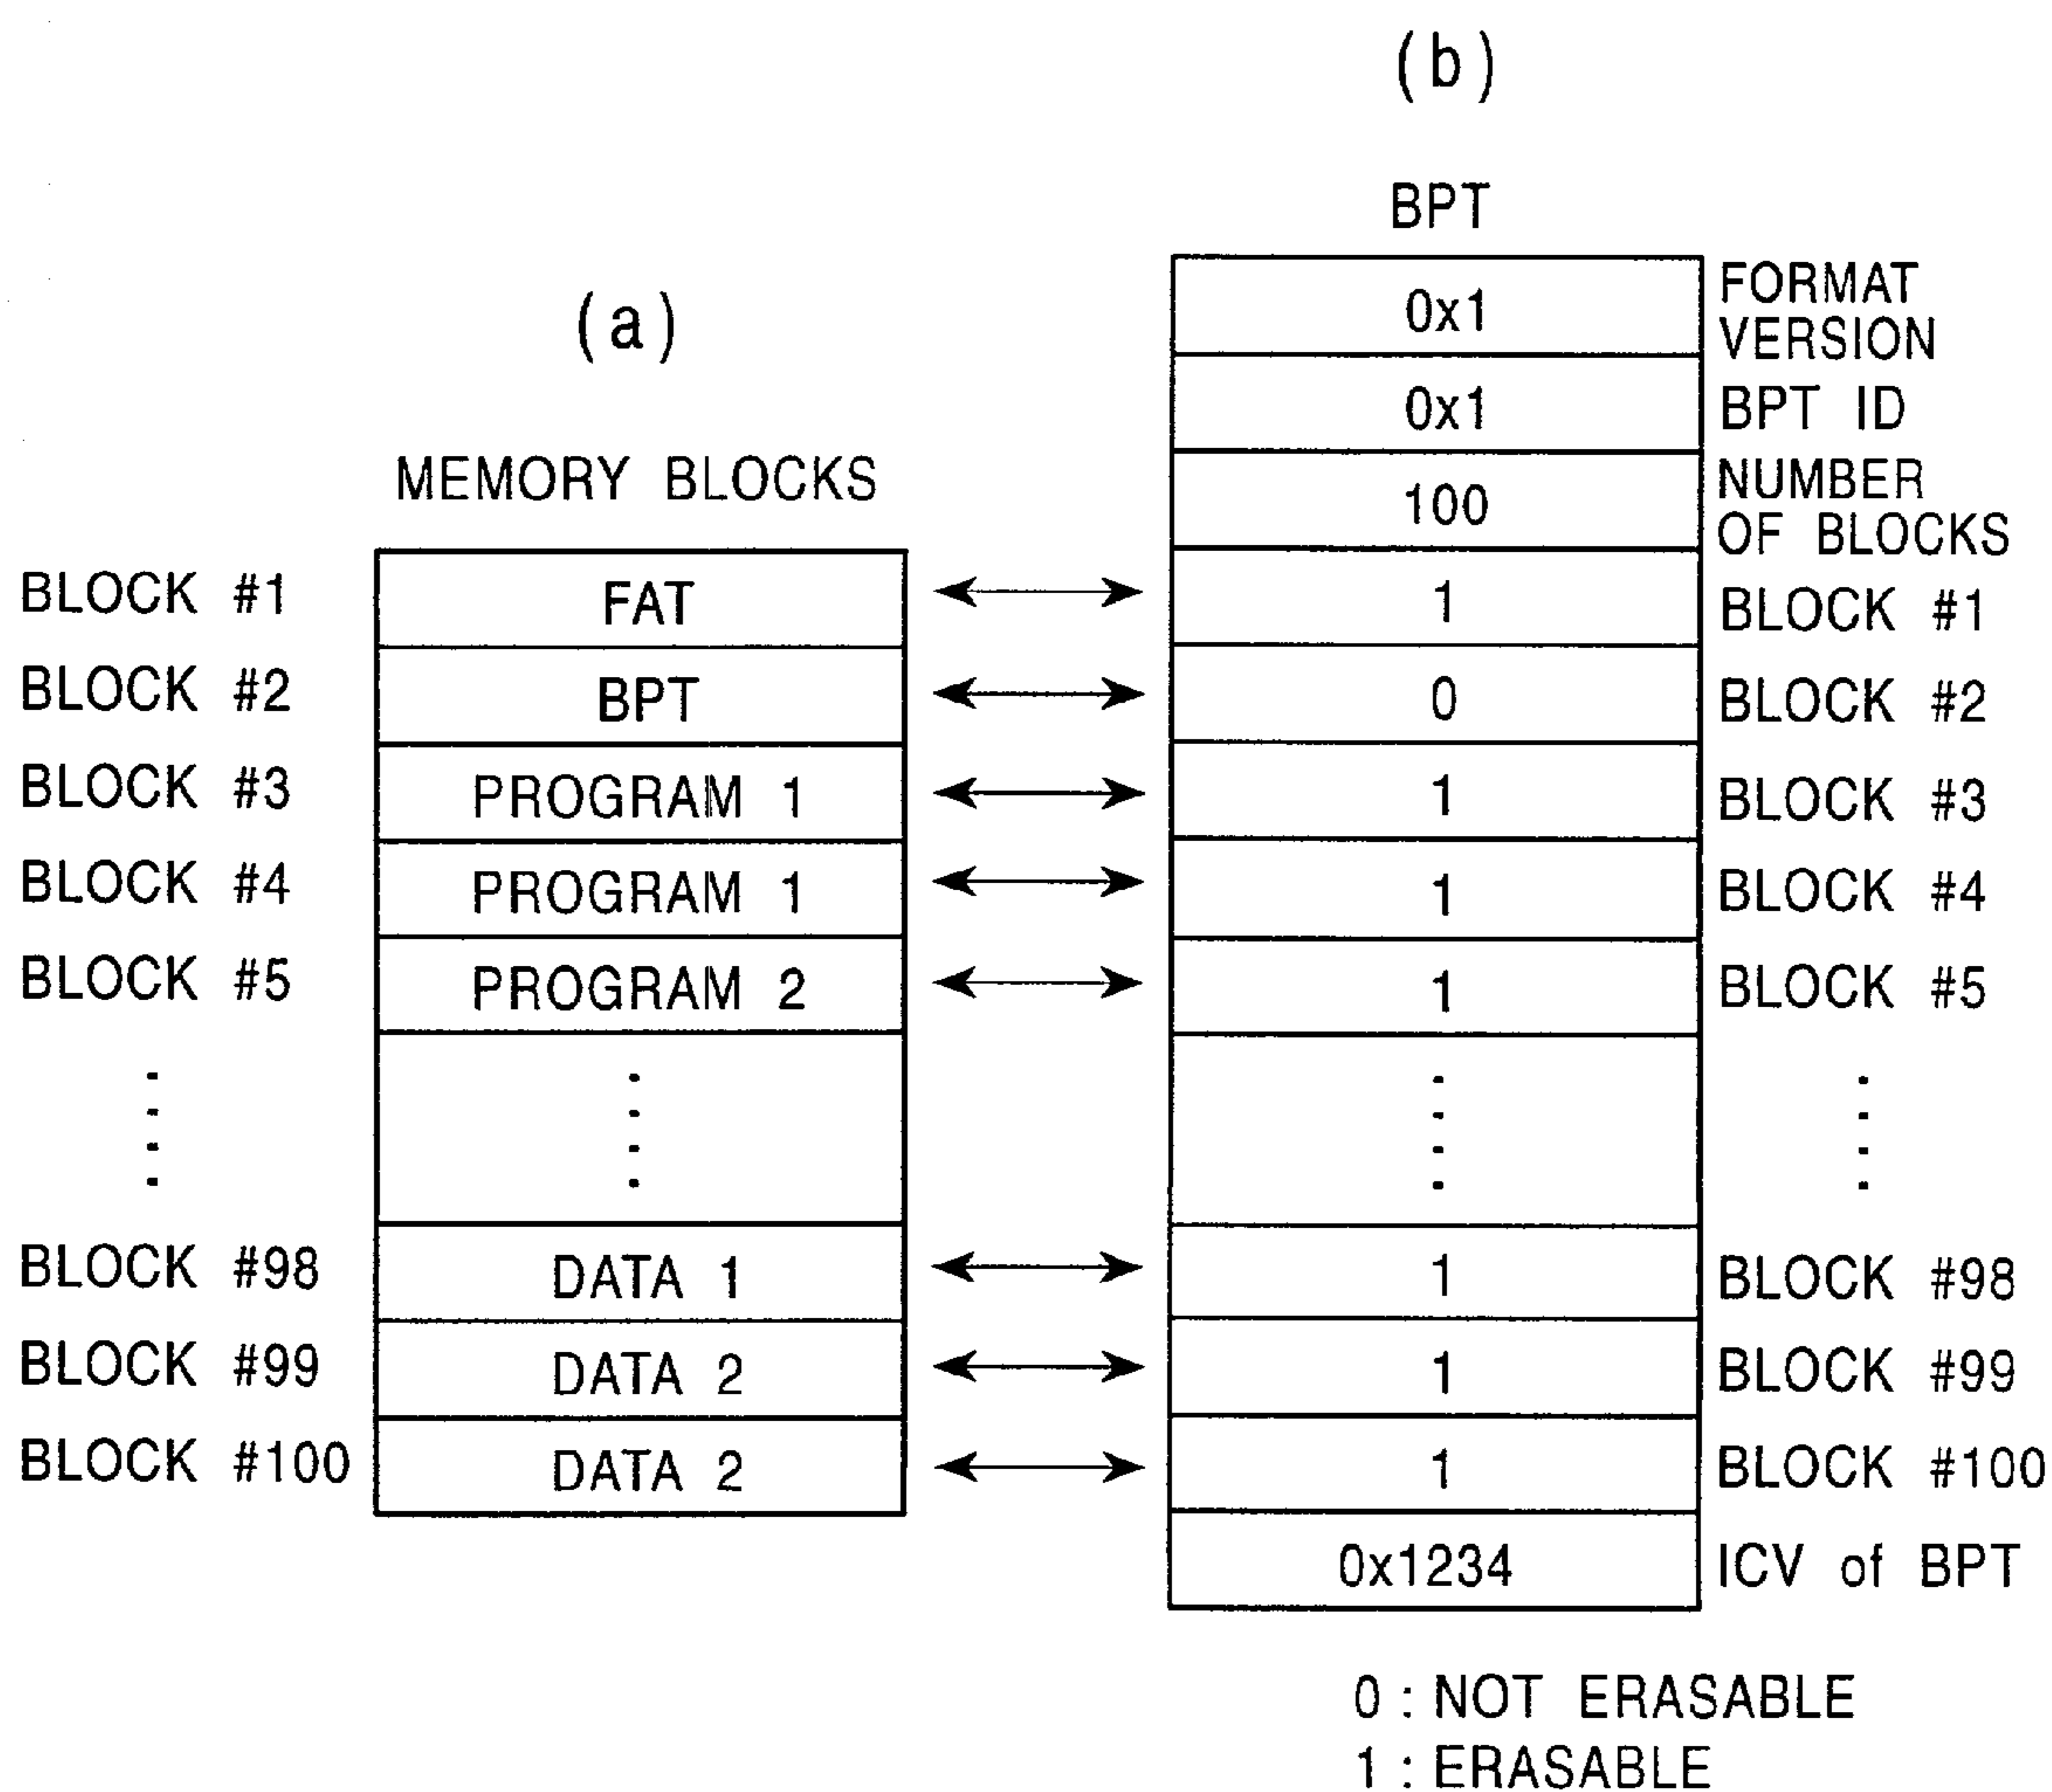 (b)
BPT
(a)
0x1 FORMAT
VERSION
0x1 BPT ID
MEMORY BLOCKS
100 NUMBER
OF BLOCKS
BLOCK #1 FAT 1 BLOCK #1
BLOCK #2 BPT 0 BLOCK #2
BLOCK #3 PROGRAM 1 1 BLOCK #3
BLOCK #4 PROGRAM 1 1 BLOCK #4
BLOCK #5 PROGRAM 2 1 BLOCK #5
BLOCK #98 DATA 1 1 BLOCK #98
BLOCK #99 DATA 2 1 BLOCK #99
BLOCK #100 DATA 2 1 BLOCK #100
0x1234 ICV of BPT
0 : NOT ERASABLE
1 : ERASABLE